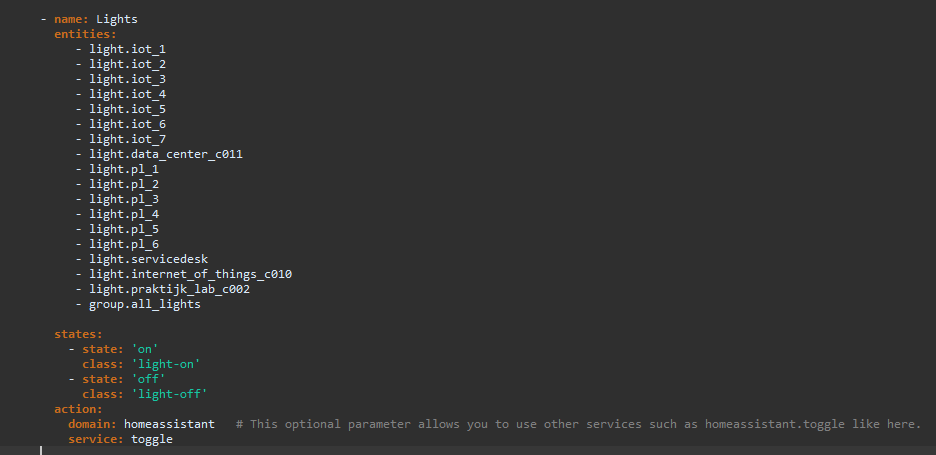 - name: Lights
  entities:
     - light.iot_1
     - light.iot_2
     - light.iot_3
     - light.iot_4
     - light.iot_5
     - light.iot_6
     - light.iot_7
     - light.data_center_c011
     - light.pl_1
     - light.pl_2
     - light.pl_3
     - light.pl_4
     - light.pl_5
     - light.pl_6
     - light.servicedesk
     - light.internet_of_things_c010
     - light.praktijk_lab_c002
     - group.all_lights

  states:
    - state: 'on'
      class: 'light-on'
    - state: 'off'
      class: 'light-off'
  action:
    domain: homeassistant   # This optional parameter allows you to use other services such as homeassistant.toggle like here.
    service: toggle